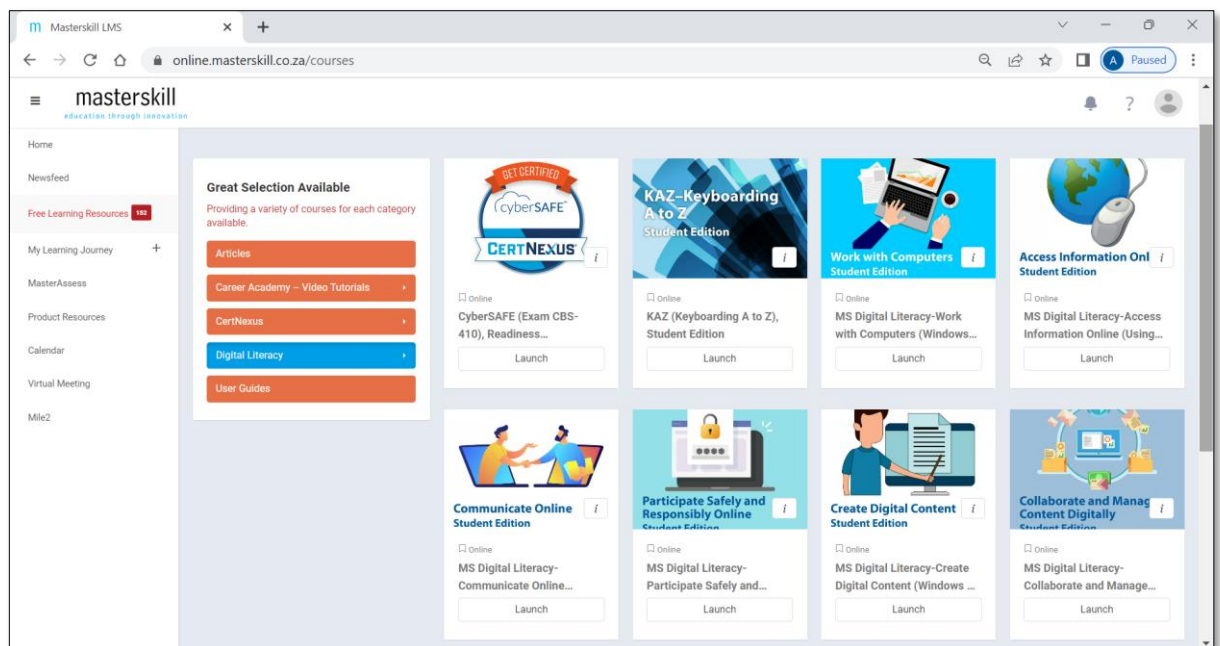 Masterskill LMS
online.masterskill.co.za/courses
A Paused
masterskill
education through innovation
Home
Newsfeed
Free Learning Resources 152
My Learning Journey +
MasterAssess
Product Resources
Calendar
Virtual Meeting
Mile2
Great Selection Available
Providing a variety of courses for each category
available.
Articles
Career Academy – Video Tutorials
CertNexus
Digital Literacy
User Guides
GET CERTIFIED
cyberSAFE
CERTNEXUS
i
Online
CyberSAFE (Exam CBS-
410), Readiness...
Launch
KAZ–Keyboarding
A to Z
Student Edition
i
Online
KAZ (Keyboarding A to Z),
Student Edition
Launch
Work with Computers
Student Edition
i
Online
MS Digital Literacy-Work
with Computers (Windows...
Launch
Access Information Onl
Student Edition
i
Online
MS Digital Literacy-Access
Information Online (Using...
Launch
Communicate Online
Student Edition
i
Online
MS Digital Literacy-
Communicate Online...
Launch
Participate Safely and
Responsibly Online
Student Edition
i
Online
MS Digital Literacy-
Participate Safely and...
Launch
Create Digital Content
Student Edition
i
Online
MS Digital Literacy-Create
Digital Content (Windows ...
Launch
Collaborate and Manag
Content Digitally
Student Edition
i
Online
MS Digital Literacy-
Collaborate and Manage...
Launch